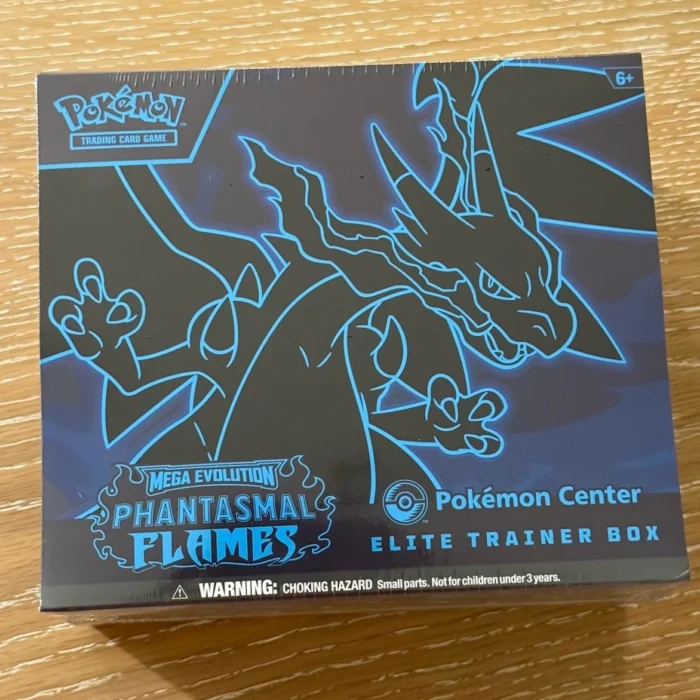 6+
POKéMON
TRADING CARD GAME
MEGA EVOLUTION
PHANTASMAL
FLAMES
Pokémon Center
ELITE TRAINER BOX
WARNING: CHOKING HAZARD Small parts. Not for children under 3 years.